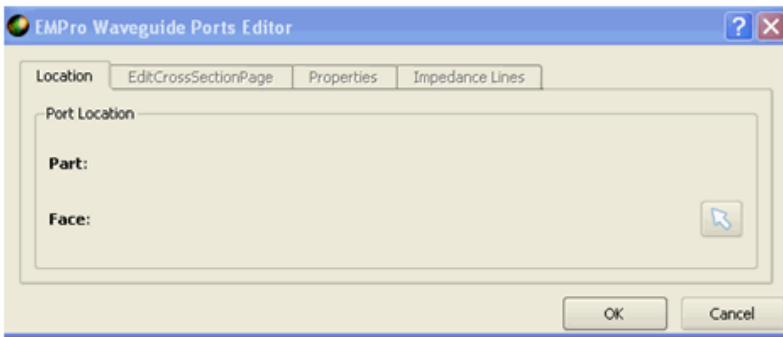 EMPro Waveguide Ports Editor
Location EditCrossSectionPage Properties Impedance Lines
Port Location
Part:
Face:
OK Cancel